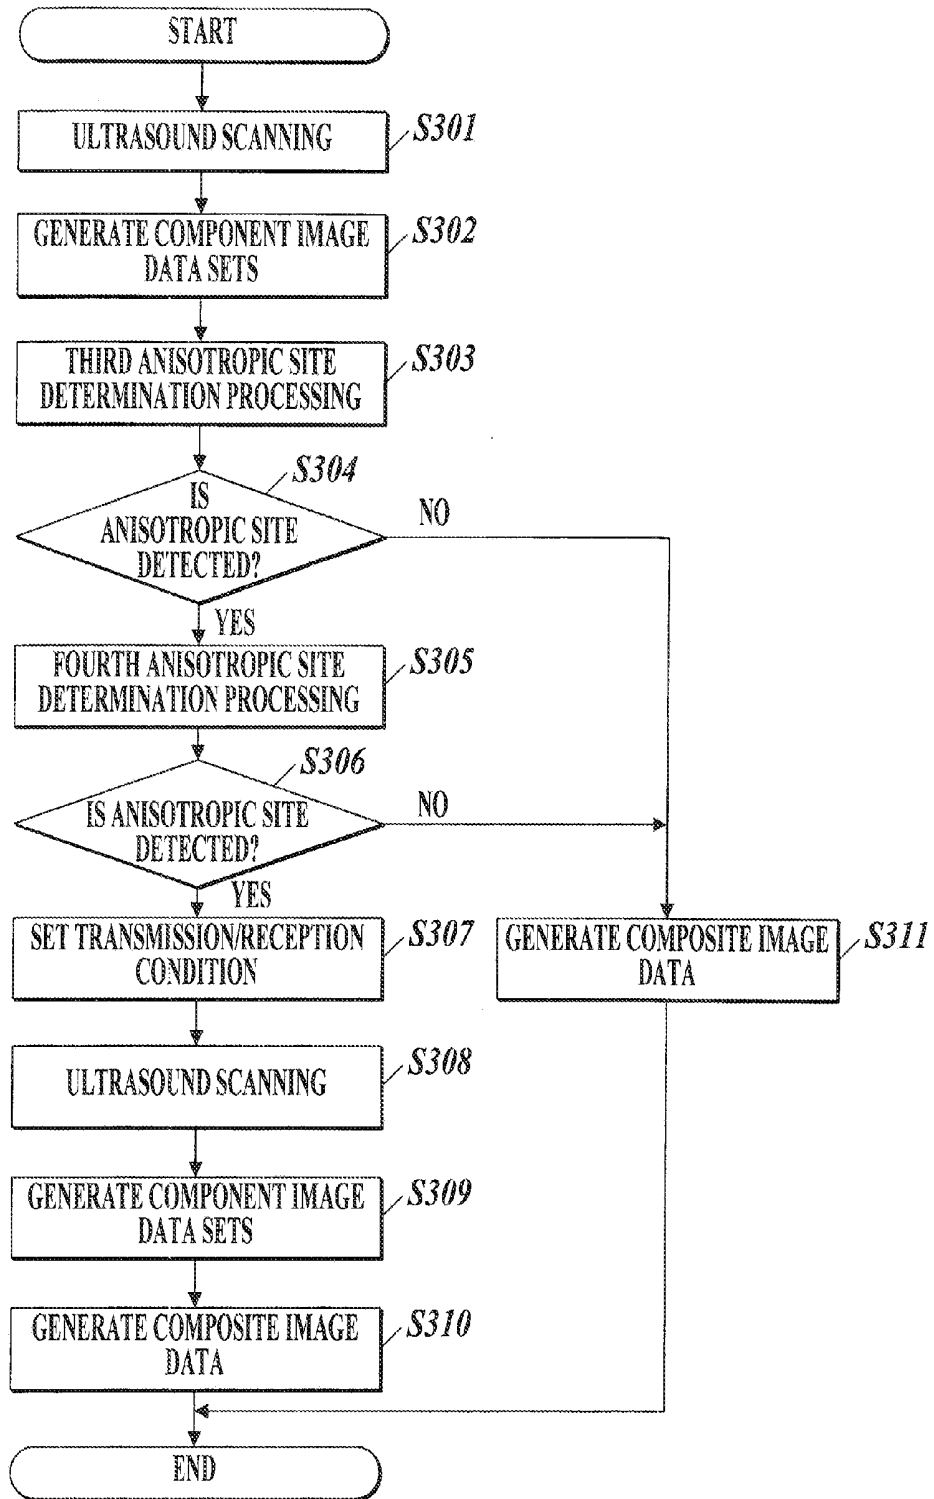 START
ULTRASOUND SCANNING
S301
GENERATE COMPONENT IMAGE
DATA SETS
S302
THIRD ANISOTROPIC SITE
DETERMINATION PROCESSING
S303
S304
IS
ANISOTROPIC SITE
DETECTED?
NO
YES
FOURTH ANISOTROPIC SITE
DETERMINATION PROCESSING
S305
S306
IS ANISOTROPIC SITE
DETECTED?
NO
YES
SET TRANSMISSION/RECEPTION
CONDITION
S307
GENERATE COMPOSITE IMAGE
DATA
S311
ULTRASOUND SCANNING
S308
GENERATE COMPONENT IMAGE
DATA SETS
S309
GENERATE COMPOSITE IMAGE
DATA
S310
END